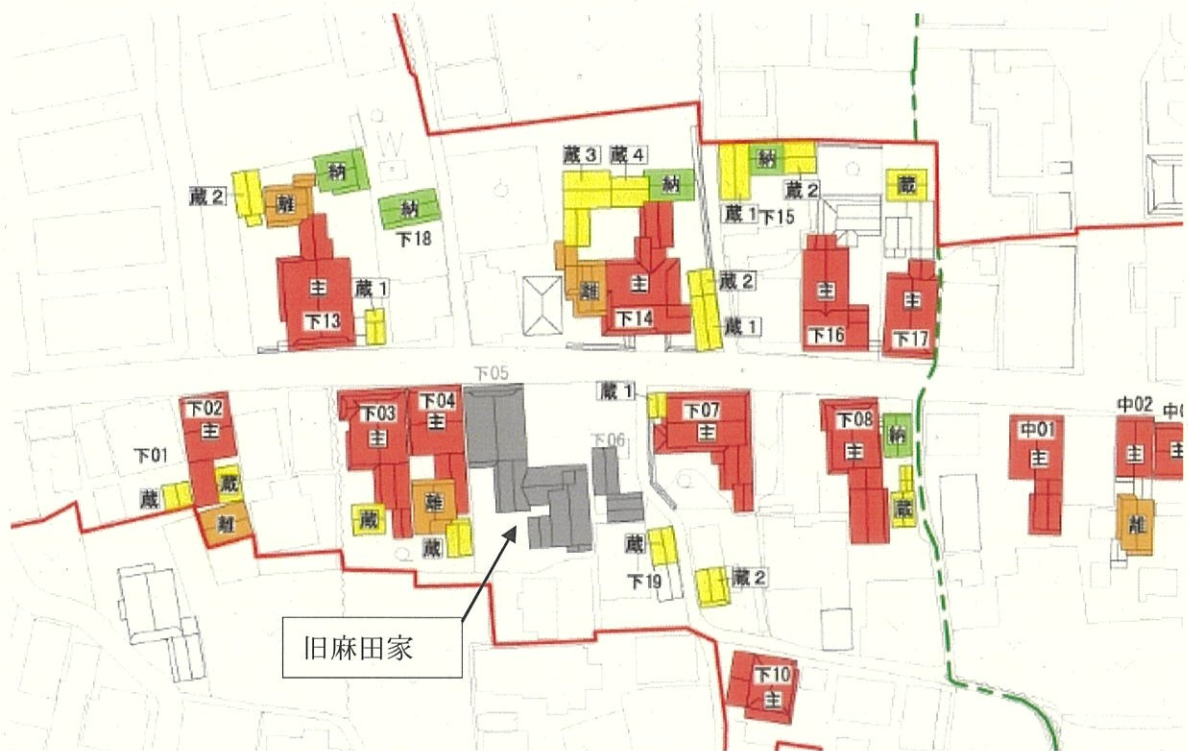 蔵3
蔵4
納
納
蔵2
納
離
蔵2
納
下18
蔵1
下15
蔵
主
蔵1
下13
離
主
下14
蔵2
蔵1
主
下16
主
下17
下05
下02
主
下01
蔵
蔵
離
下03
主
下04
主
蔵
離
蔵
下06
蔵1
下07
主
下08
主
納
蔵
中01
主
中02
主
主
離
蔵
下19
蔵2
旧麻田家
下10
主